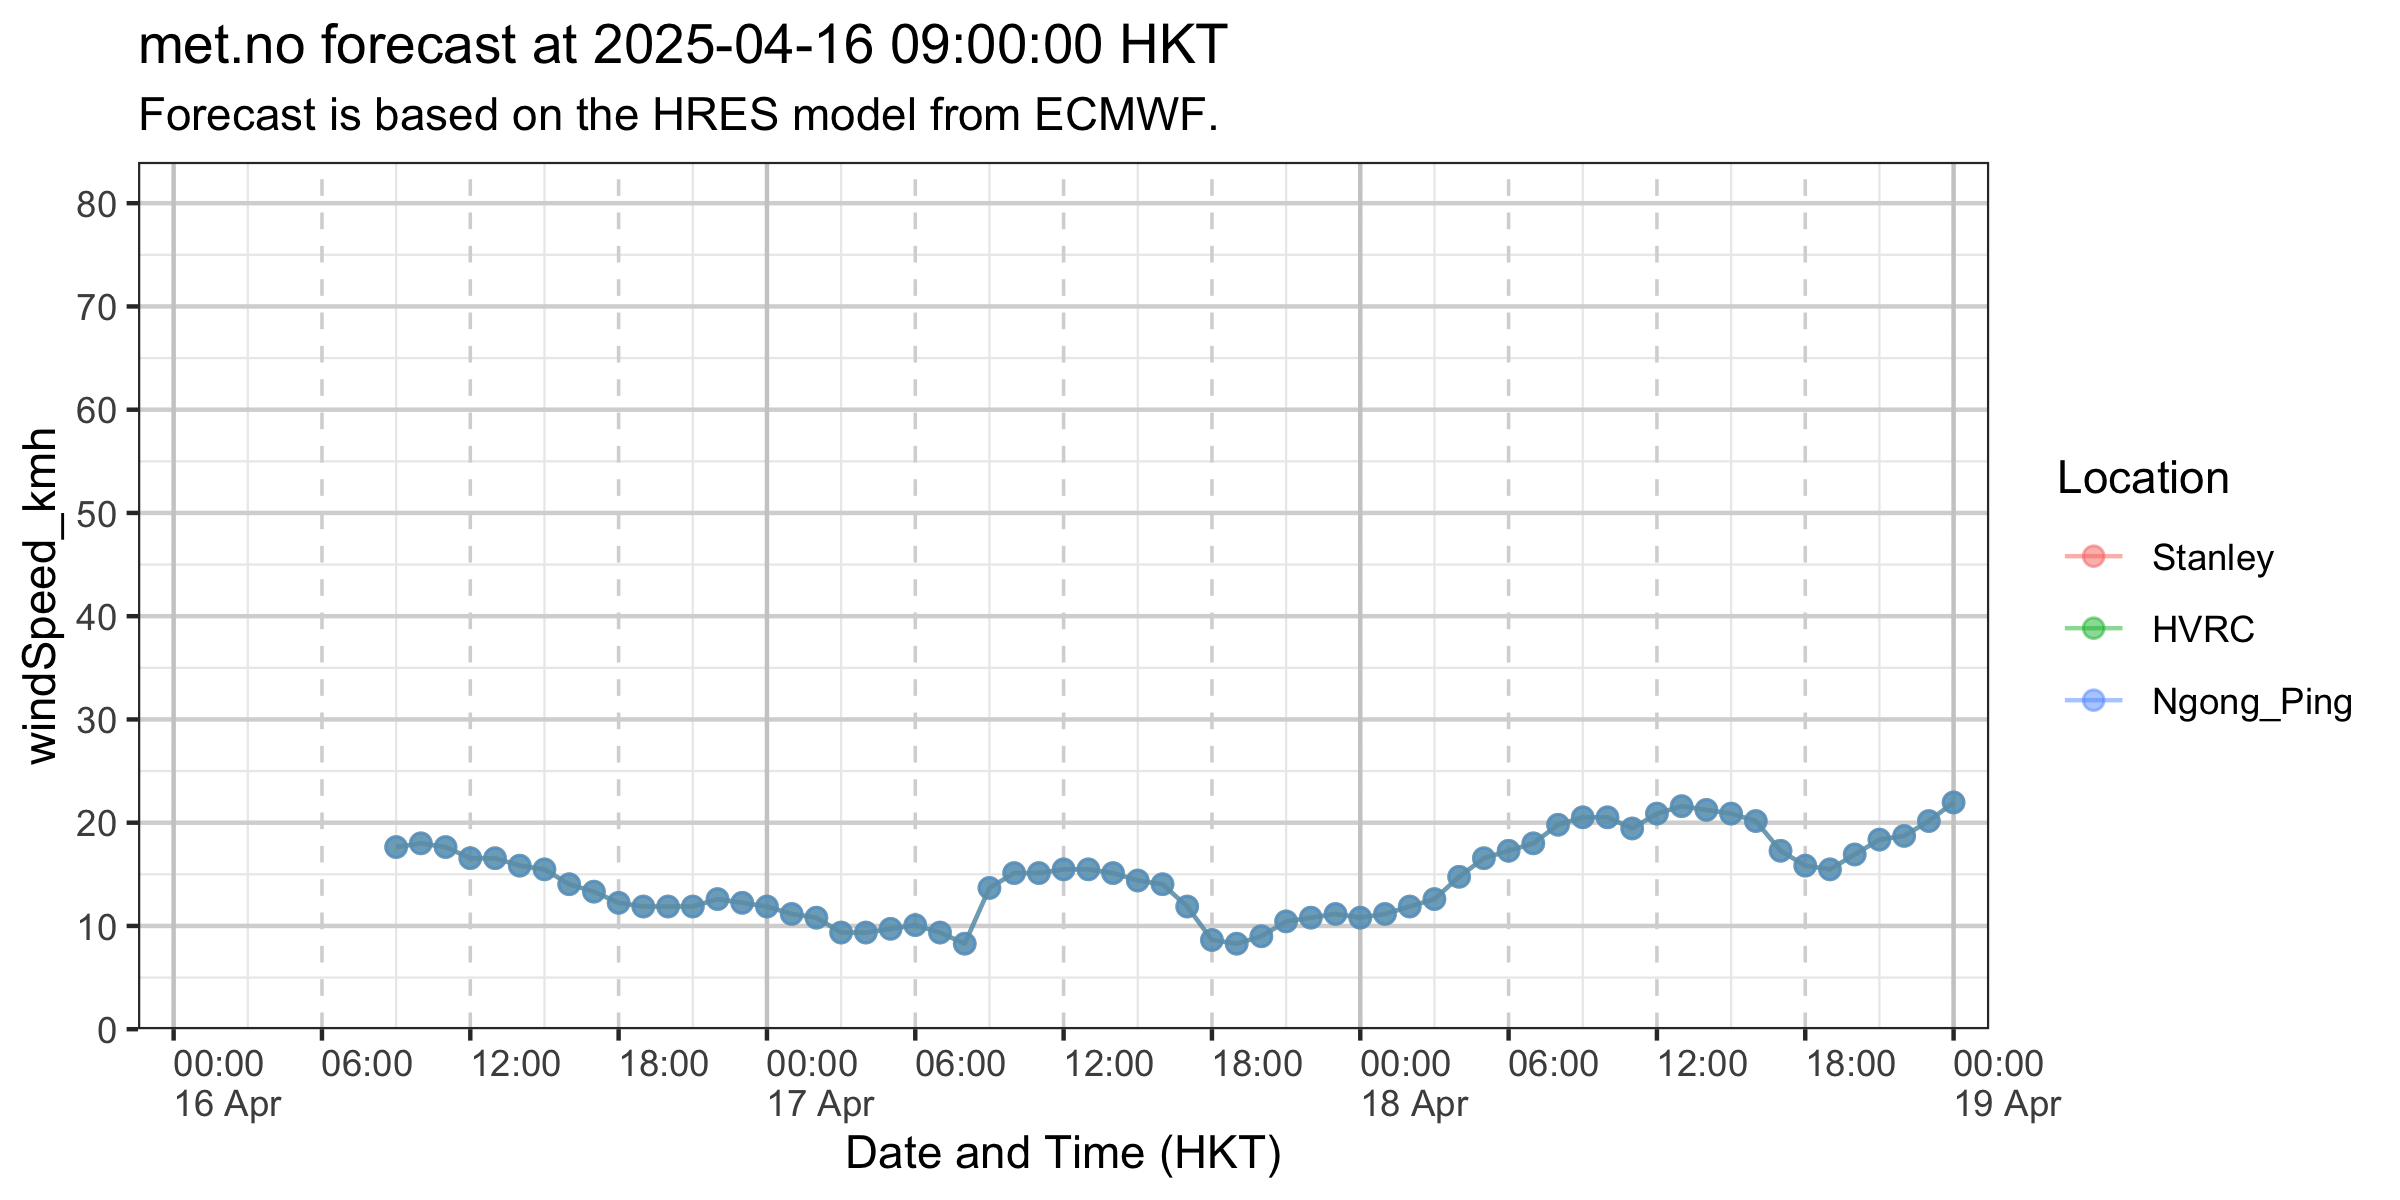 met.no forecast at 2025-04-16 09:00:00 HKT
Forecast is based on the HRES model from ECMWF.
windSpeed_kmh
80
70
60
50
40
30
20
10
0
00:00 06:00 12:00 18:00 00:00 06:00 12:00 18:00 00:00 06:00 12:00 18:00 00:00
16 Apr 17 Apr 18 Apr 19 Apr
Date and Time (HKT)
Location
Stanley
HVRC
Ngong_Ping